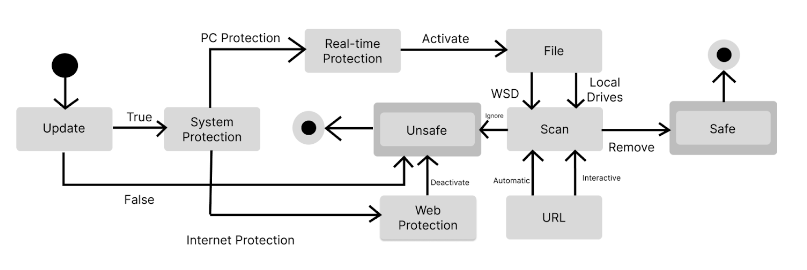 PC Protection
Real-time
Protection
Activate
File
WSD
Local
Drives
Update
True
System
Protection
Unsafe
Ignore
Scan
Remove
Safe
False
Deactivate
Automatic
Interactive
Web
Protection
URL
Internet Protection